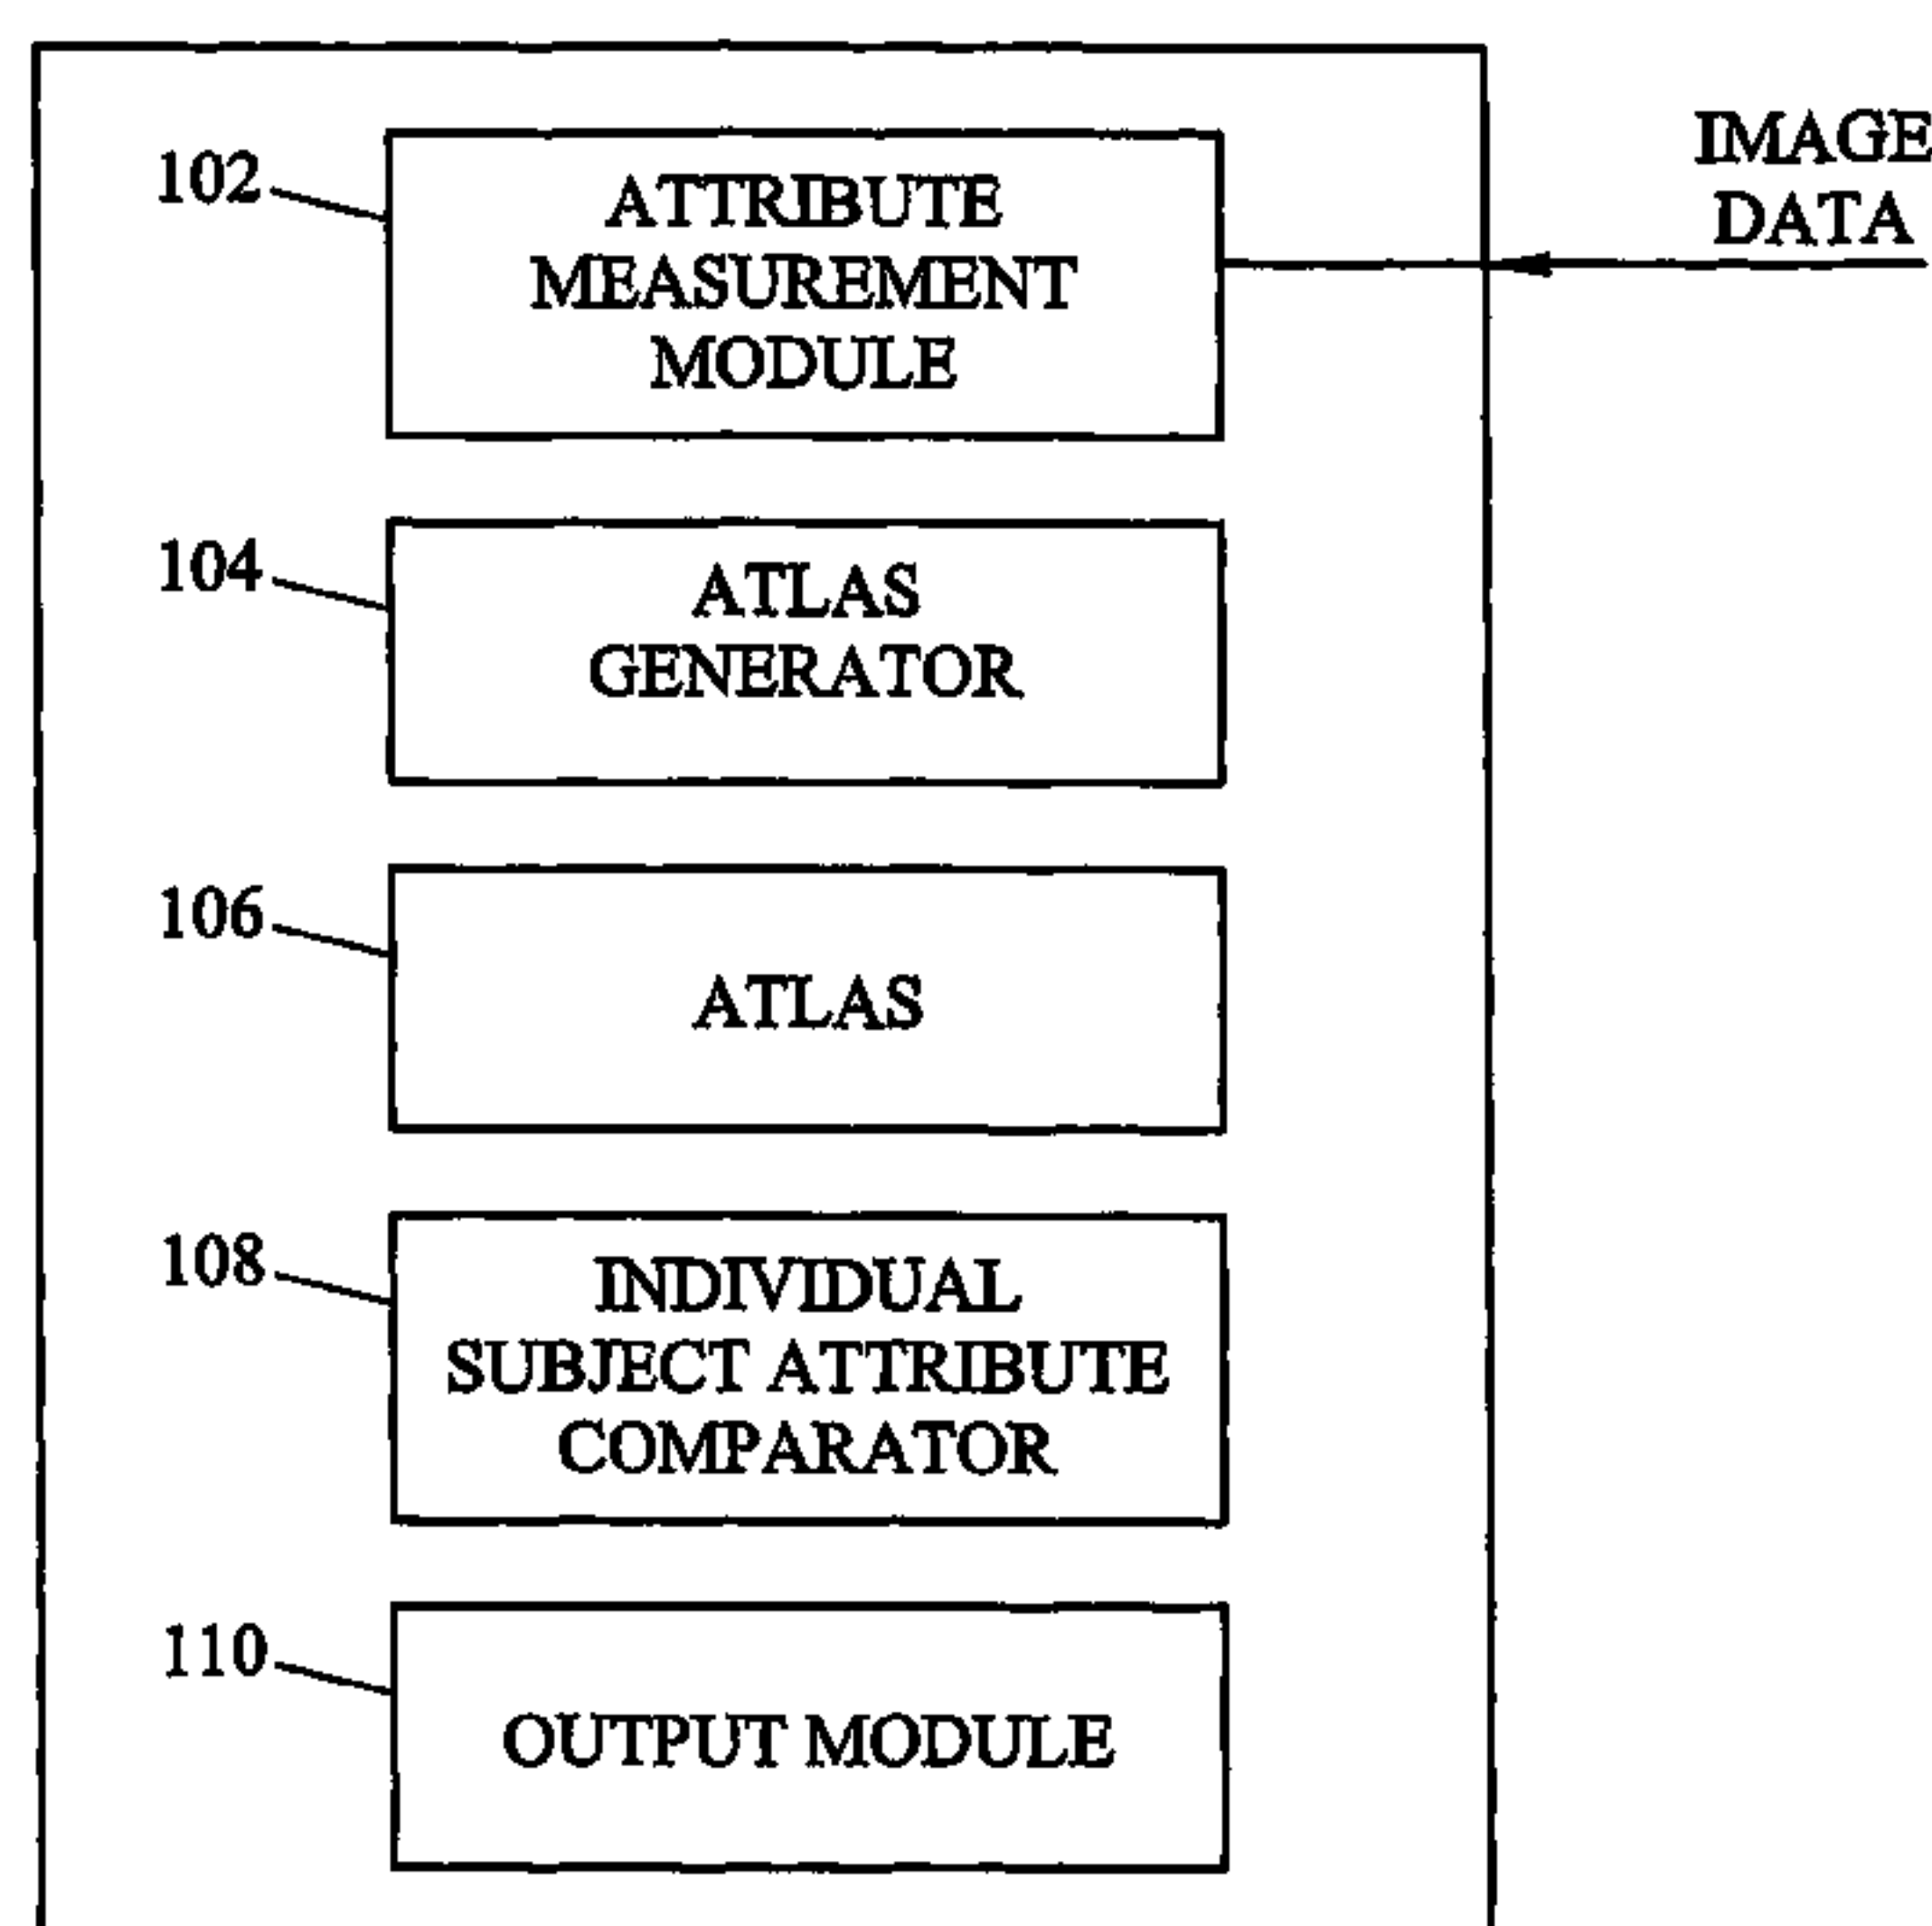 102
ATTRIBUTE
MEASUREMENT
MODULE
IMAGE
DATA
104
ATLAS
GENERATOR
106
ATLAS
108
INDIVIDUAL
SUBJECT ATTRIBUTE
COMPARATOR
110
OUTPUT MODULE